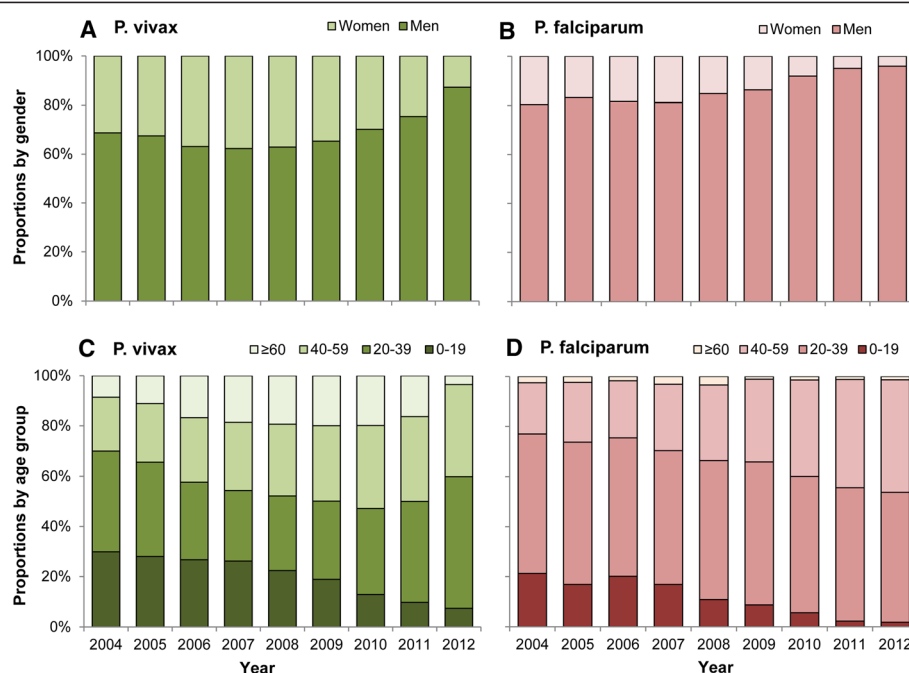 A P. vivax Women Men
B P. falciparum Women Men
Proportions by gender
100%
80%
60%
40%
20%
0%
C P. vivax ≥60 40-59 20-39 0-19
D P. falciparum ≥60 40-59 20-39 0-19
Proportions by age group
100%
80%
60%
40%
20%
0%
2004 2005 2006 2007 2008 2009 2010 2011 2012
Year
2004 2005 2006 2007 2008 2009 2010 2011 2012
Year